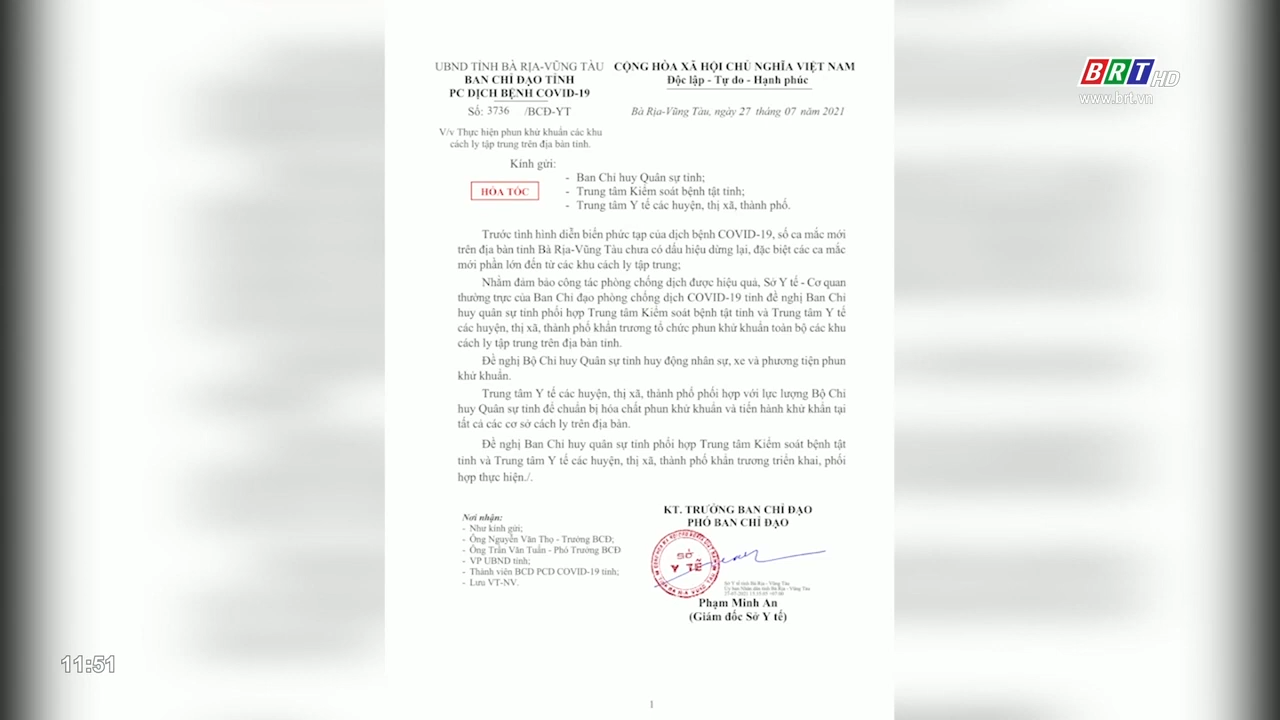 BRT HD
www.brt.vn
UBND TỈNH BÀ RỊA-VŨNG TÀU
BAN CHỈ ĐẠO TỈNH
PC DỊCH BỆNH COVID-19
Số: 3736 /BCĐ-YT
V/v Thực hiện phun khử khuẩn các khu
cách ly tập trung trên địa bàn tỉnh.
CỘNG HÒA XÃ HỘI CHỦ NGHĨA VIỆT NAM
Độc lập - Tự do - Hạnh phúc
Bà Rịa-Vũng Tàu, ngày 27 tháng 07 năm 2021
Kính gửi:
HỎA TỐC
- Ban Chỉ huy Quân sự tỉnh;
- Trung tâm Kiểm soát bệnh tật tỉnh;
- Trung tâm Y tế các huyện, thị xã, thành phố.
Trước tình hình diễn biến phức tạp của dịch bệnh COVID-19, số ca mắc mới
trên địa bàn tỉnh Bà Rịa-Vũng Tàu chưa có dấu hiệu dừng lại, đặc biệt các ca mắc
mới phần lớn đến từ các khu cách ly tập trung;
Nhằm đảm bảo công tác phòng chống dịch được hiệu quả, Sở Y tế - Cơ quan
thường trực của Ban Chỉ đạo phòng chống dịch COVID-19 tỉnh đề nghị Ban Chỉ
huy quân sự tỉnh phối hợp Trung tâm Kiểm soát bệnh tật tỉnh và Trung tâm Y tế
các huyện, thị xã, thành phố khẩn trương tổ chức phun khử khuẩn toàn bộ các khu
cách ly tập trung trên địa bàn tỉnh.
Đề nghị Bộ Chỉ huy Quân sự tỉnh huy động nhân sự, xe và phương tiện phun
khử khuẩn.
Trung tâm Y tế các huyện, thị xã, thành phố phối hợp với lực lượng Bộ Chỉ
huy Quân sự tỉnh để chuẩn bị hóa chất phun khử khuẩn và tiến hành khử khẩn tại
tất cả các cơ sở cách ly trên địa bàn.
Đề nghị Ban Chỉ huy quân sự tỉnh phối hợp Trung tâm Kiểm soát bệnh tật
tỉnh và Trung tâm Y tế các huyện, thị xã, thành phố khẩn trương triển khai, phối
hợp thực hiện./.
Nơi nhận:
- Như kính gửi;
- Ông Nguyễn Văn Thọ - Trưởng BCĐ;
- Ông Trần Văn Tuấn - Phó Trưởng BCĐ
- VP UBND tỉnh;
- Thành viên BCD PCD COVID-19 tỉnh;
- Lưu VT-NV.
KT. TRƯỞNG BAN CHỈ ĐẠO
PHÓ BAN CHỈ ĐẠO
SỞ
Y TẾ
Sở Y tế tỉnh Bà Rịa - Vũng Tàu
Phạm Minh An
(Giám đốc Sở Y tế)
11:51
1